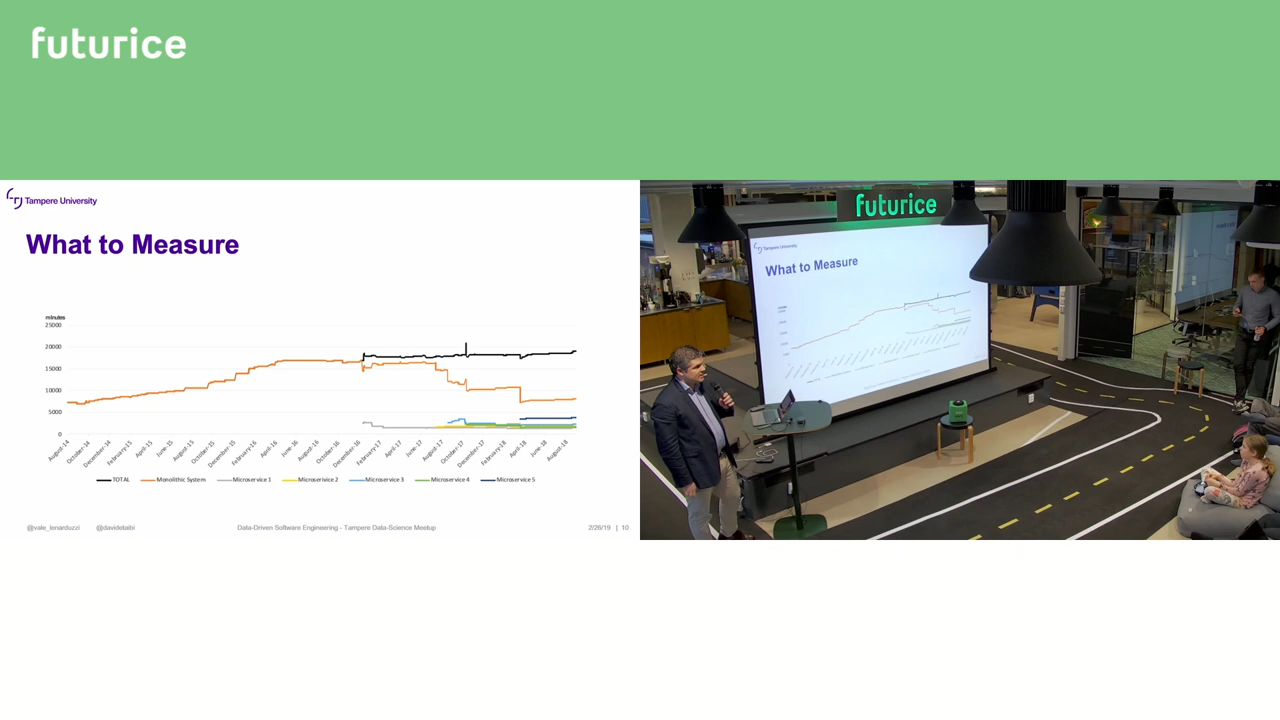 futurice
Tampere University
What to Measure
minutes
25000
20000
15000
10000
5000
0
August-14
October-14
December-14
February-15
April-15
June-15
August-15
October-15
December-15
February-16
April-16
June-16
August-16
October-16
December-16
February-17
April-17
June-17
August-17
October-17
December-17
February-18
April-18
June-18
August-18
TOTAL
Monolithic System
Microservice 1
Microserivice 2
Microservice 3
Microservice 4
Microservice 5
@vale_lenarduzzi
@davidetaibi
Data-Driven Software Engineering - Tampere Data-Science Meetup
2/26/19 | 10
futurice
Tampere University
What to Measure